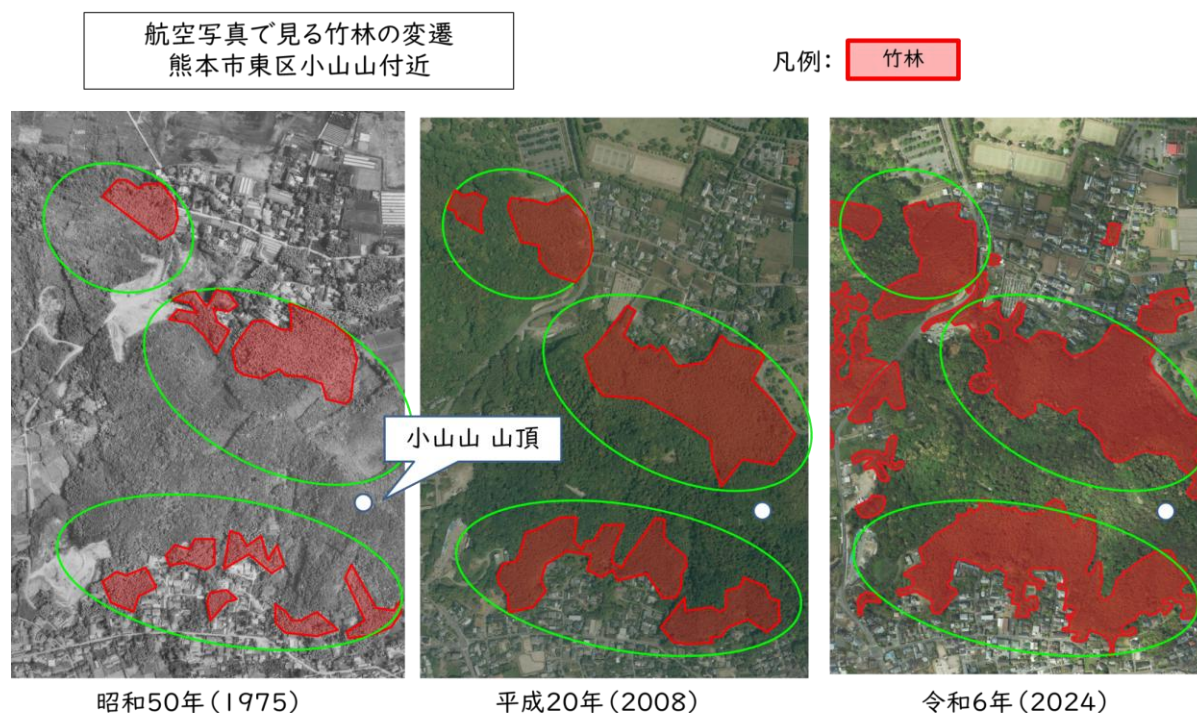 航空写真で見る竹林の変遷
熊本市東区小山山付近
凡例：
竹林
小山山 山頂
昭和50年(1975)
平成20年(2008)
令和6年(2024)